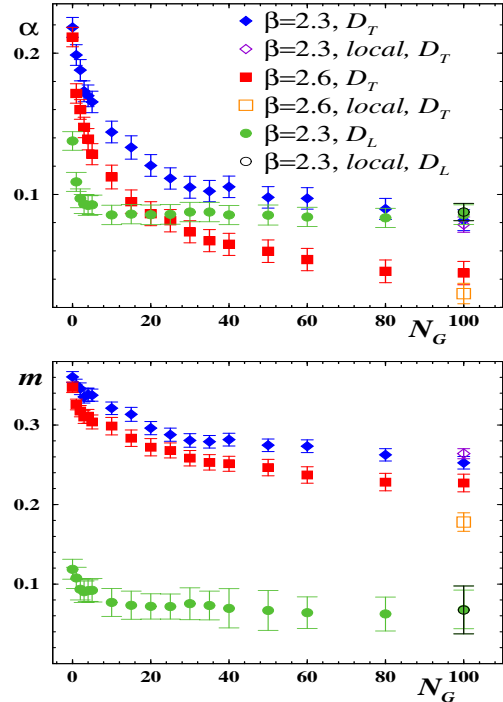 α
0.2
0.1
β=2.3, D_T
β=2.3, local, D_T
β=2.6, D_T
β=2.6, local, D_T
β=2.3, D_L
β=2.3, local, D_L
0 20 40 60 80 100
N_G
m
0.3
0.2
0.1
0 20 40 60 80 100
N_G